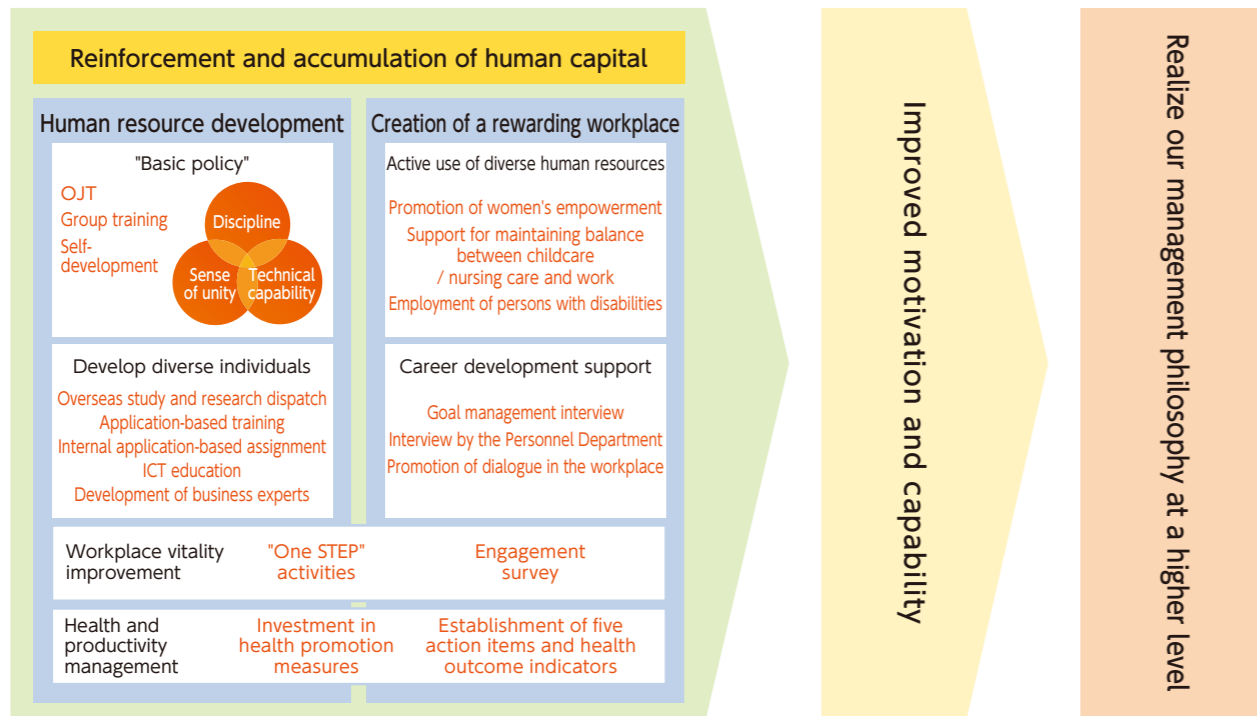 Reinforcement and accumulation of human capital
Human resource development
"Basic policy"
OJT
Group training
Self-
development
Discipline
Sense
of unity
Technical
capability
Develop diverse individuals
Overseas study and research dispatch
Application-based training
Internal application-based assignment
ICT education
Development of business experts
Creation of a rewarding workplace
Active use of diverse human resources
Promotion of women's empowerment
Support for maintaining balance
between childcare
/ nursing care and work
Employment of persons with disabilities
Career development support
Goal management interview
Interview by the Personnel Department
Promotion of dialogue in the workplace
Workplace vitality
improvement
"One STEP"
activities
Engagement
survey
Health and
productivity
management
Investment in
health promotion
measures
Establishment of five
action items and health
outcome indicators
Improved motivation and capability
Realize our management philosophy at a higher level